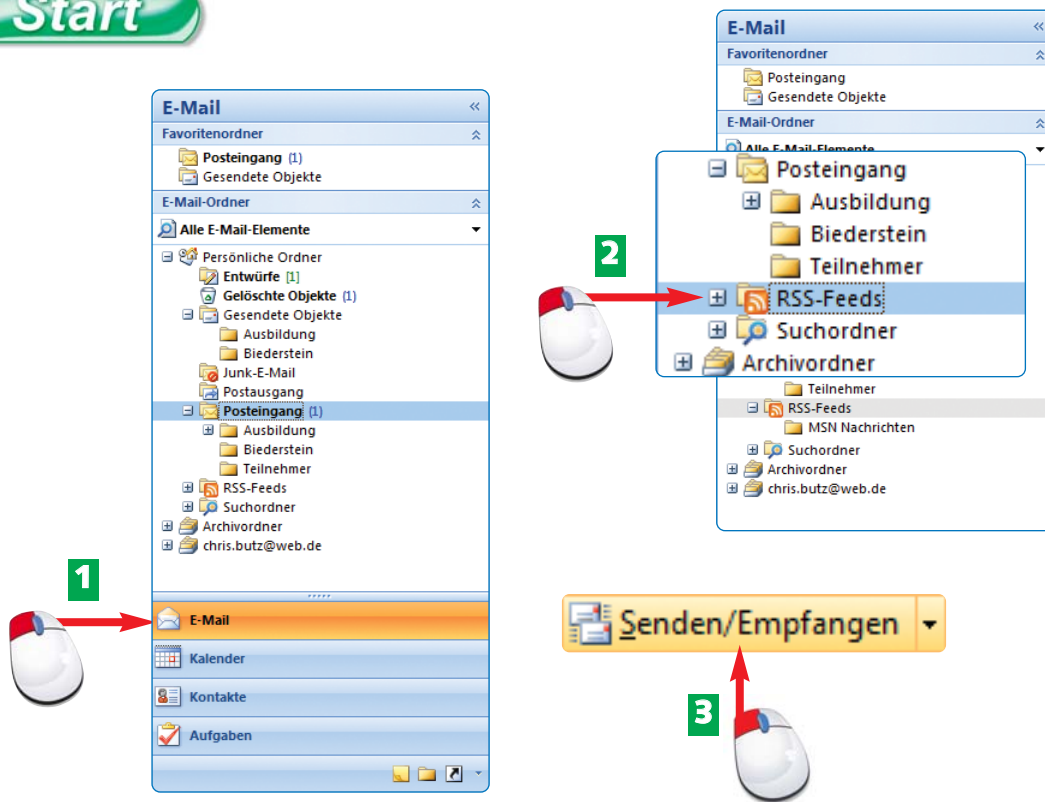 Start
E-Mail «
Favoritenordner
Posteingang (1)
Gesendete Objekte
E-Mail-Ordner
Alle E-Mail-Elemente
Persönliche Ordner
Entwürfe [1]
Gelöschte Objekte (1)
Gesendete Objekte
Ausbildung
Biederstein
Junk-E-Mail
Postausgang
Posteingang (1)
Ausbildung
Biederstein
Teilnehmer
RSS-Feeds
Suchordner
Archivordner
chris.butz@web.de
1
E-Mail
Kalender
Kontakte
Aufgaben
E-Mail «
Favoritenordner
Posteingang
Gesendete Objekte
E-Mail-Ordner
Alle E-Mail-Elemente
2
Posteingang
Ausbildung
Biederstein
Teilnehmer
RSS-Feeds
Suchordner
Archivordner
Teilnehmer
RSS-Feeds
MSN Nachrichten
Suchordner
Archivordner
chris.butz@web.de
Senden/Empfangen
3